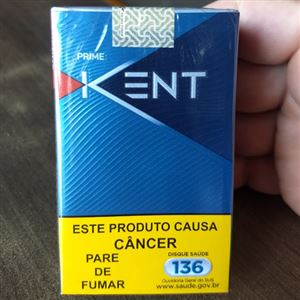 PRIME
KENT
ESTE PRODUTO CAUSA
CÂNCER
PARE
DE
FUMAR
DISQUE SAÚDE
136
Ouvidoria Geral do SUS
www.saude.gov.br